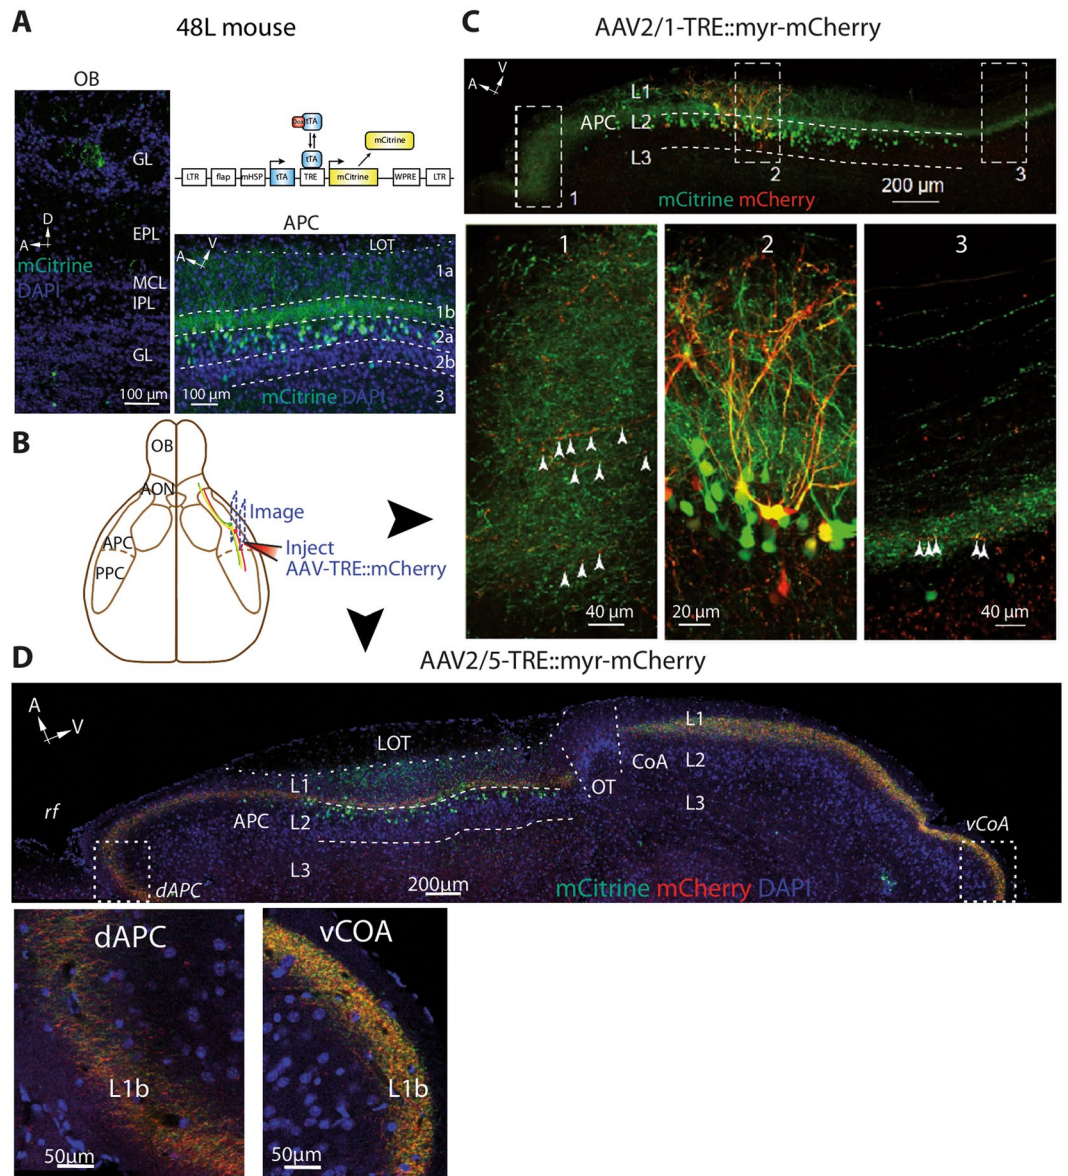 A
48L mouse
OB
GL
D
A
EPL
mCitrine
DAPI
MCL
IPL
GL
100 µm
Dox
tTA
tTA
mCitrine
LTR
flap
mHSP
tTA
TRE
mCitrine
WPRE
LTR
APC
V
A
LOT
1a
1b
2a
2b
3
100 µm
mCitrine DAPI
B
OB
AON
APC
PPC
Image
Inject
AAV-TRE::mCherry
C
AAV2/1-TRE::myr-mCherry
V
A
L1
APC
L2
L3
1
2
3
200 µm
mCitrine mCherry
1
40 µm
2
20 µm
3
40 µm
D
AAV2/5-TRE::myr-mCherry
A
V
LOT
L1
L1
L2
CoA
OT
L3
rf
APC
L2
L3
vCoA
dAPC
200µm
mCitrine mCherry DAPI
dAPC
L1b
50µm
vCOA
L1b
50µm